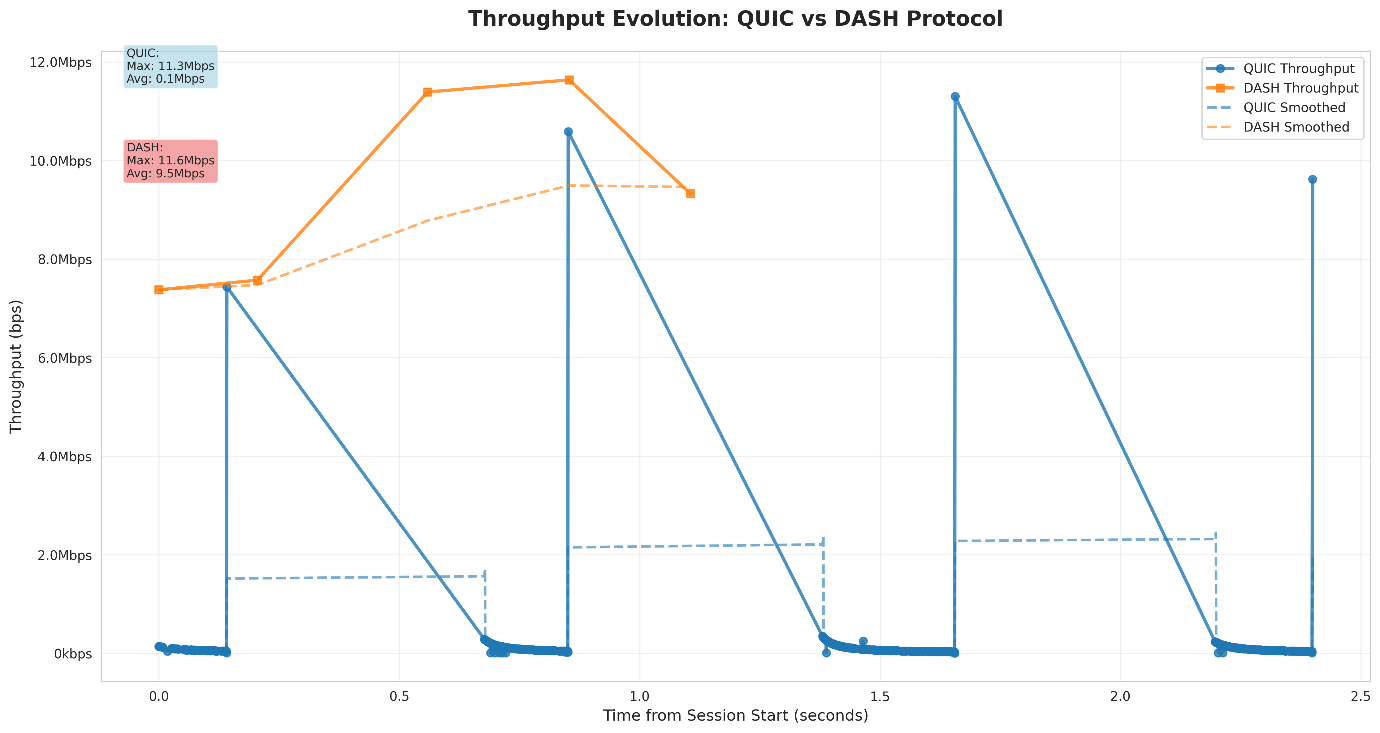 Throughput Evolution: QUIC vs DASH Protocol
QUIC:
Max: 11.3Mbps
Avg: 0.1Mbps
DASH:
Max: 11.6Mbps
Avg: 9.5Mbps
QUIC Throughput
DASH Throughput
QUIC Smoothed
DASH Smoothed
Throughput (bps)
12.0Mbps
10.0Mbps
8.0Mbps
6.0Mbps
4.0Mbps
2.0Mbps
0kbps
0.0
0.5
1.0
1.5
2.0
2.5
Time from Session Start (seconds)